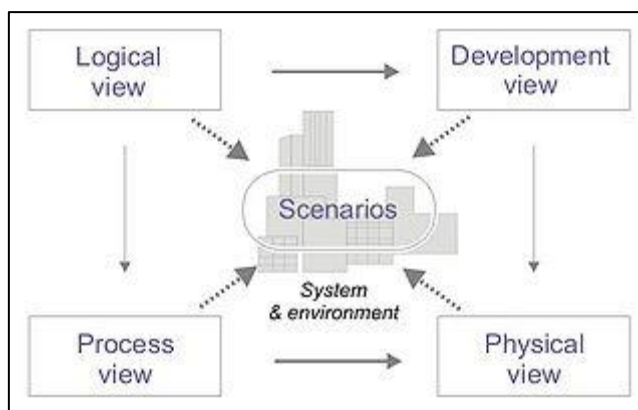 Logical
view
Development
view
Scenarios
System
& environment
Process
view
Physical
view